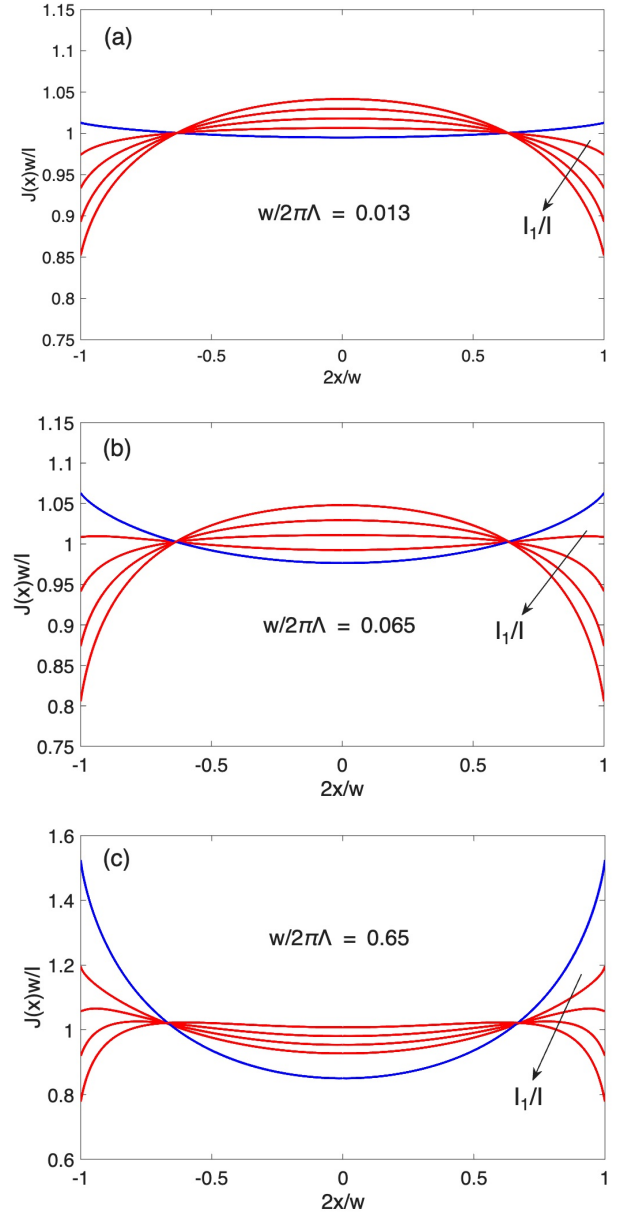 (a)
1.15
1.1
1.05
1
0.95
0.9
0.85
0.8
0.75
J(x)w/I
w/2πΛ = 0.013
I₁/I
-1 -0.5 0 0.5 1
2x/w
(b)
1.15
1.1
1.05
1
0.95
0.9
0.85
0.8
0.75
J(x)w/I
w/2πΛ = 0.065
I₁/I
-1 -0.5 0 0.5 1
2x/w
(c)
1.6
1.4
1.2
1
0.8
0.6
J(x)w/I
w/2πΛ = 0.65
I₁/I
-1 -0.5 0 0.5 1
2x/w